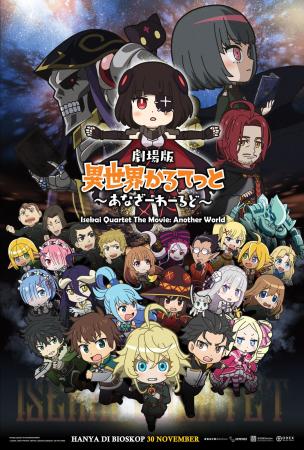 劇場版
異世界かるてっと
～あなざーわーるど～
Isekai Quartet The Movie: Another World
ISEKAI QUARTET
HANYA DI BIOSKOP 30 NOVEMBER
ODEX